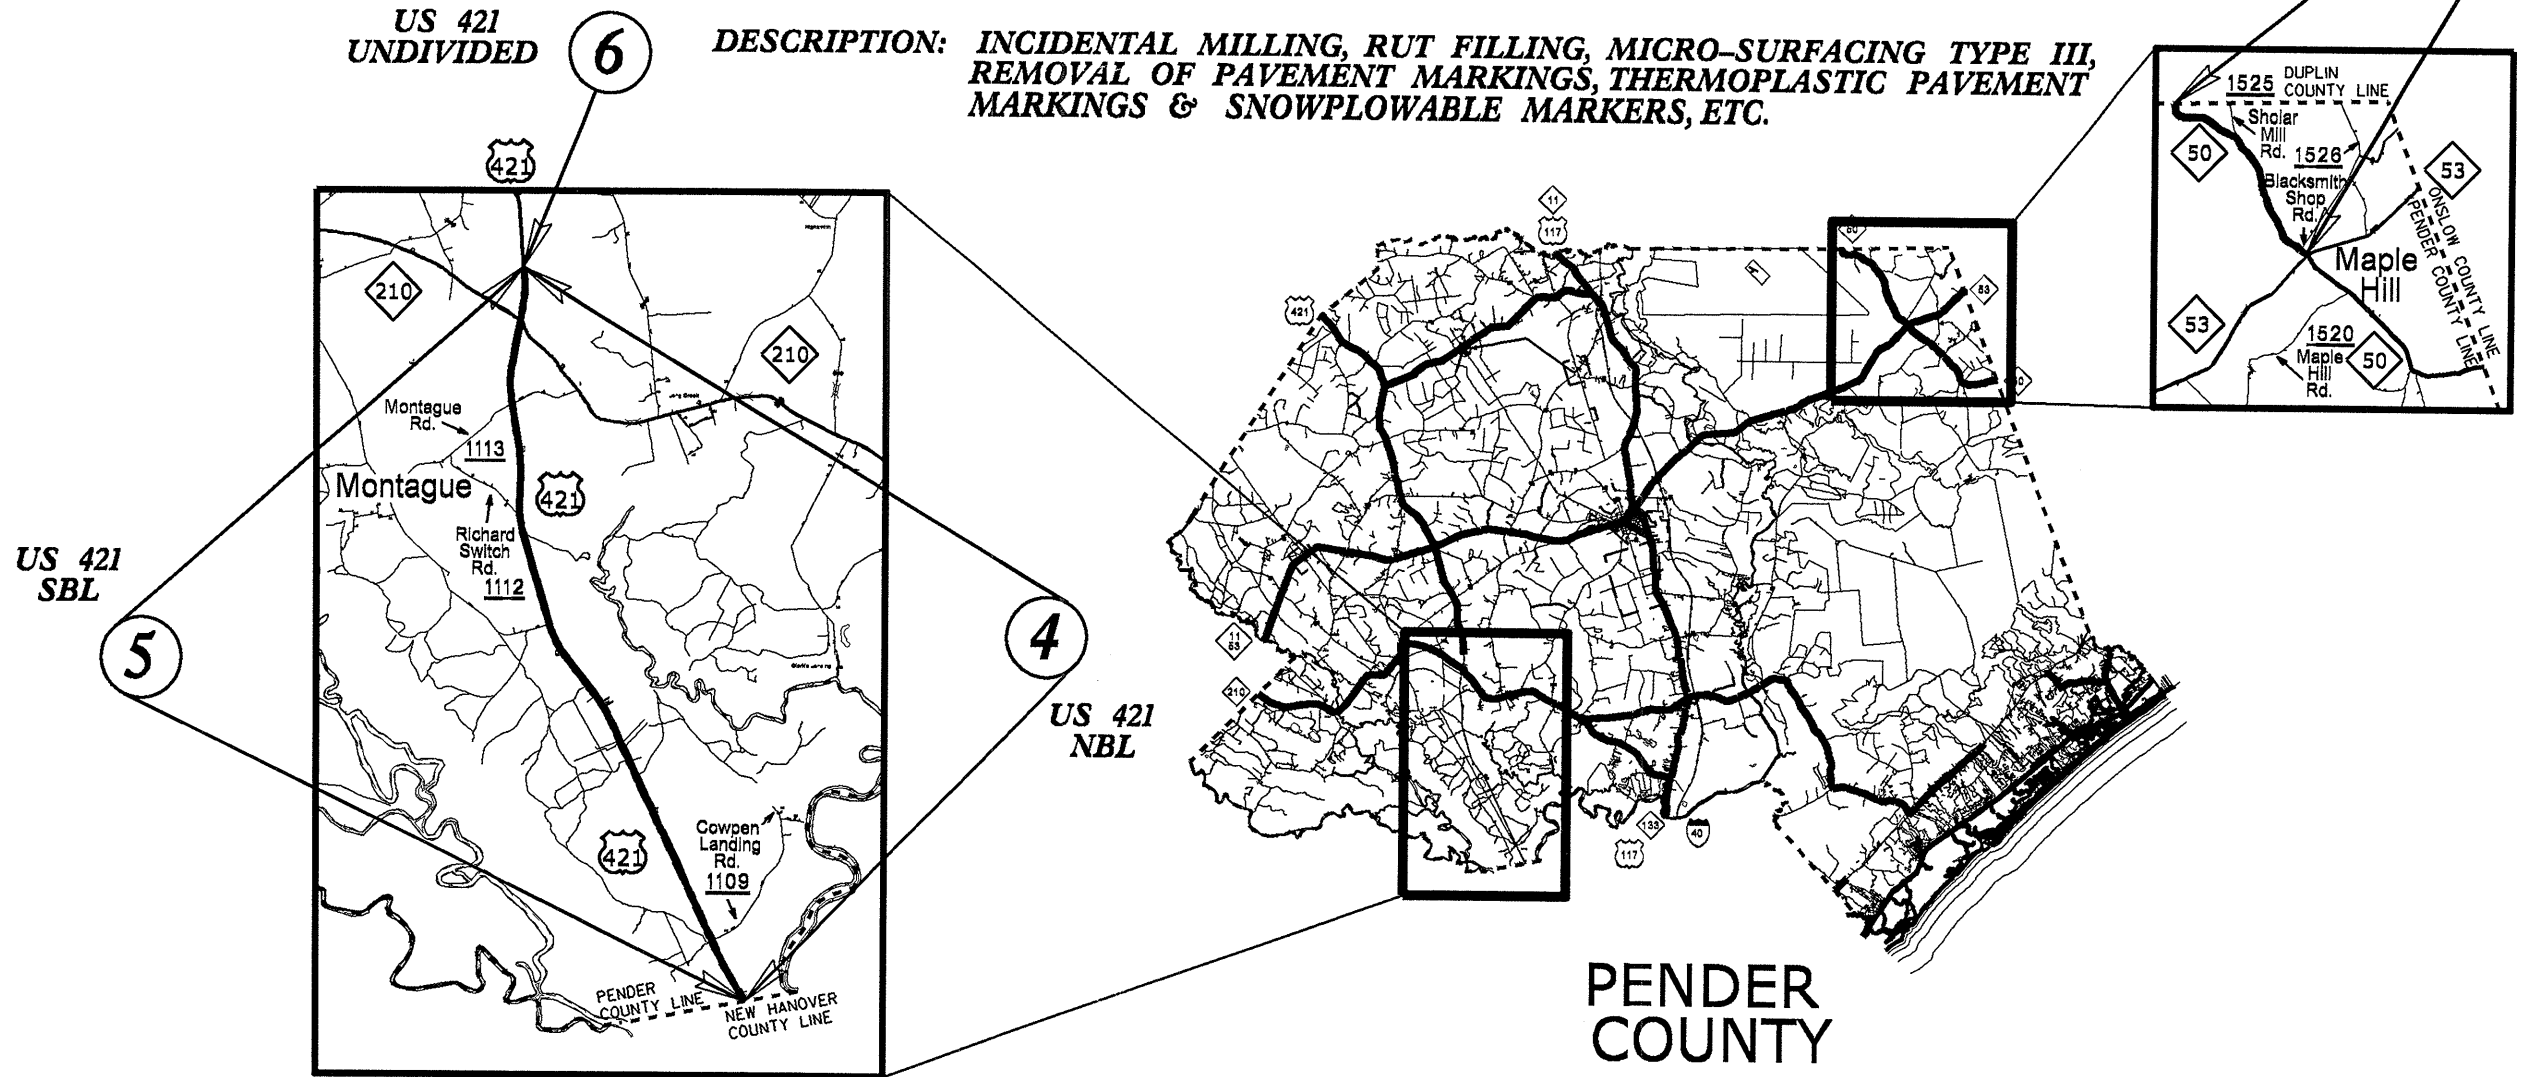 US 421
UNDIVIDED
6
DESCRIPTION: INCIDENTAL MILLING, RUT FILLING, MICRO-SURFACING TYPE III,
REMOVAL OF PAVEMENT MARKINGS, THERMOPLASTIC PAVEMENT
MARKINGS & SNOWPLOWABLE MARKERS, ETC.
421
210
210
Montague
Rd.
1113
Montague
421
Richard
Switch
Rd.
1112
US 421
SBL
5
4
US 421
NBL
421
Cowpen
Landing
Rd.
1109
PENDER
COUNTY LINE
NEW HANOVER
COUNTY LINE
11
117
421
53
11
53
210
133
117
40
50
PENDER
COUNTY
1525
DUPLIN
COUNTY LINE
Sholar
Mill
Rd.
50
1526
Blacksmith
Shop
Rd.
53
ONSLOW COUNTY LINE
PENDER COUNTY LINE
Maple
Hill
53
1520
Maple
Hill
Rd.
50